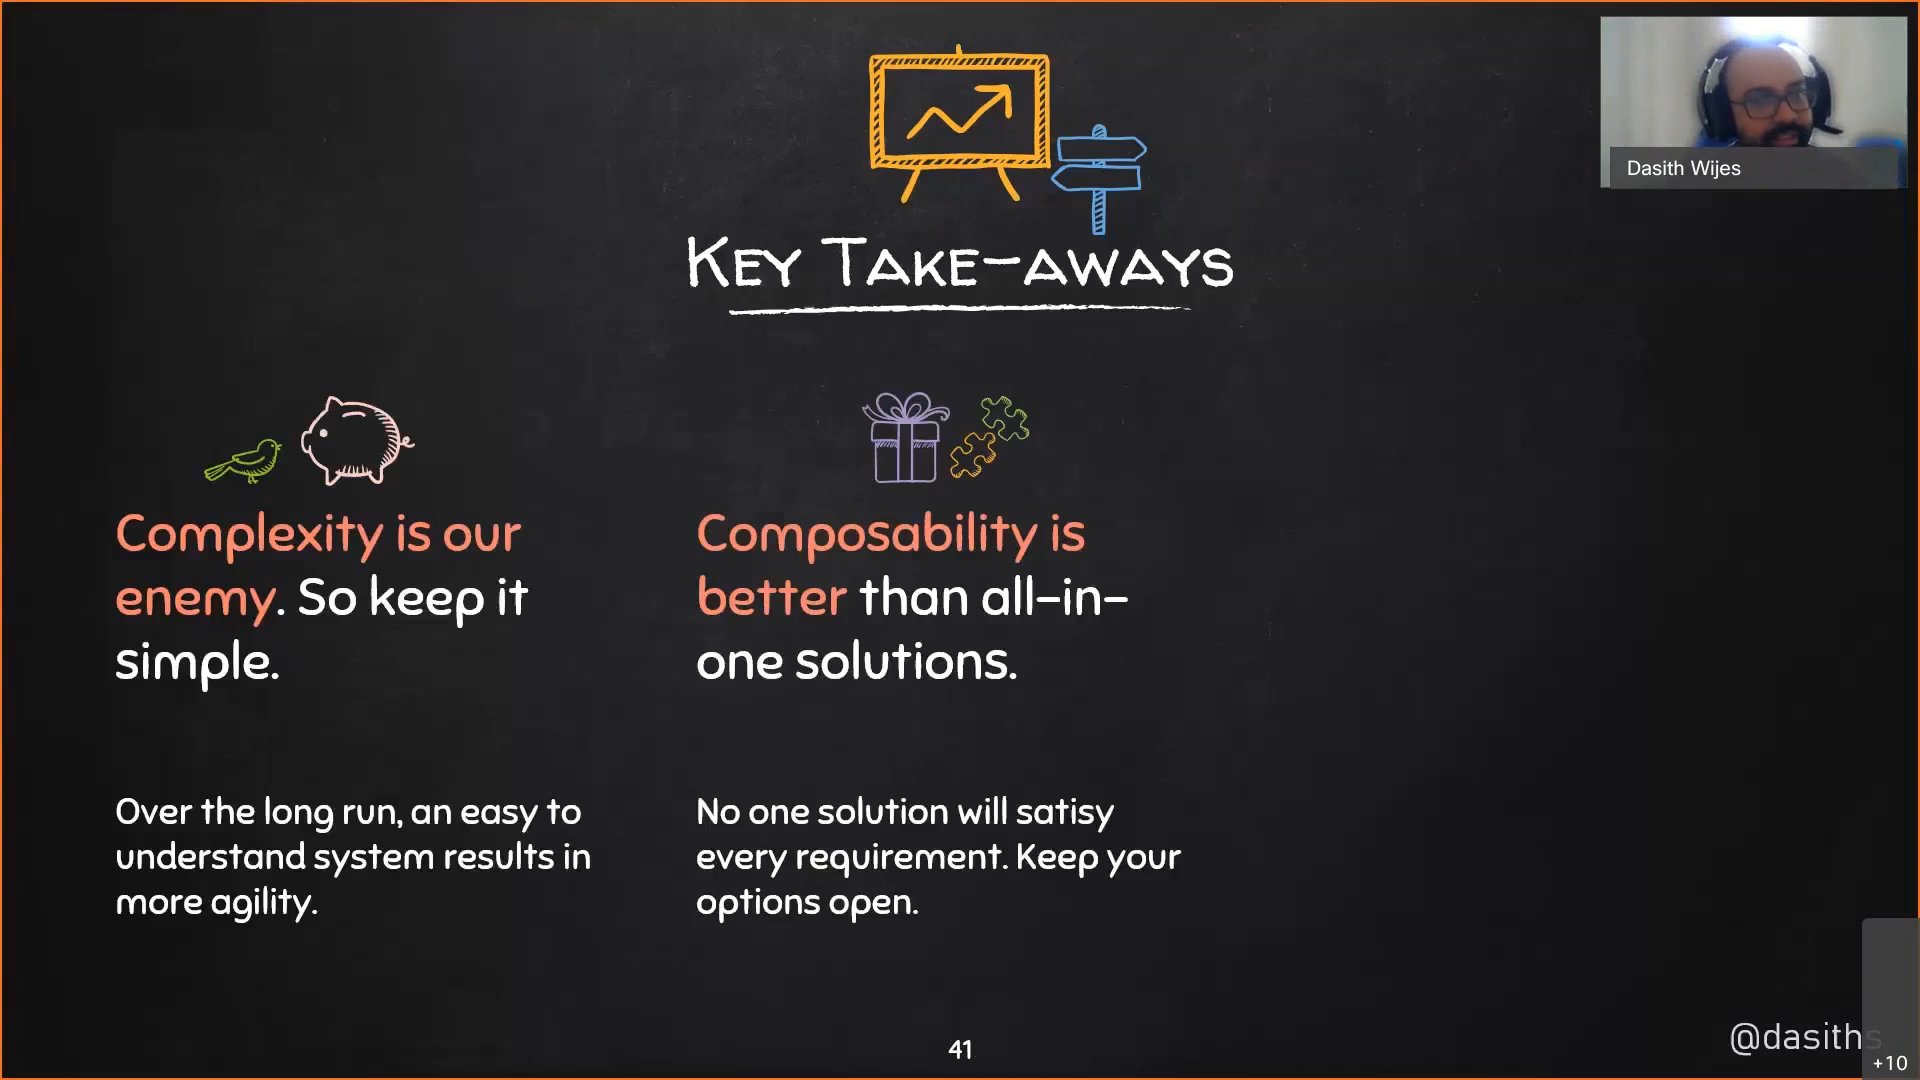 Dasith Wijes
Key Take-aways
Complexity is our
enemy. So keep it
simple.
Over the long run, an easy to
understand system results in
more agility.
Composability is
better than all-in-
one solutions.
No one solution will satisy
every requirement. Keep your
options open.
41
@dasiths
+10